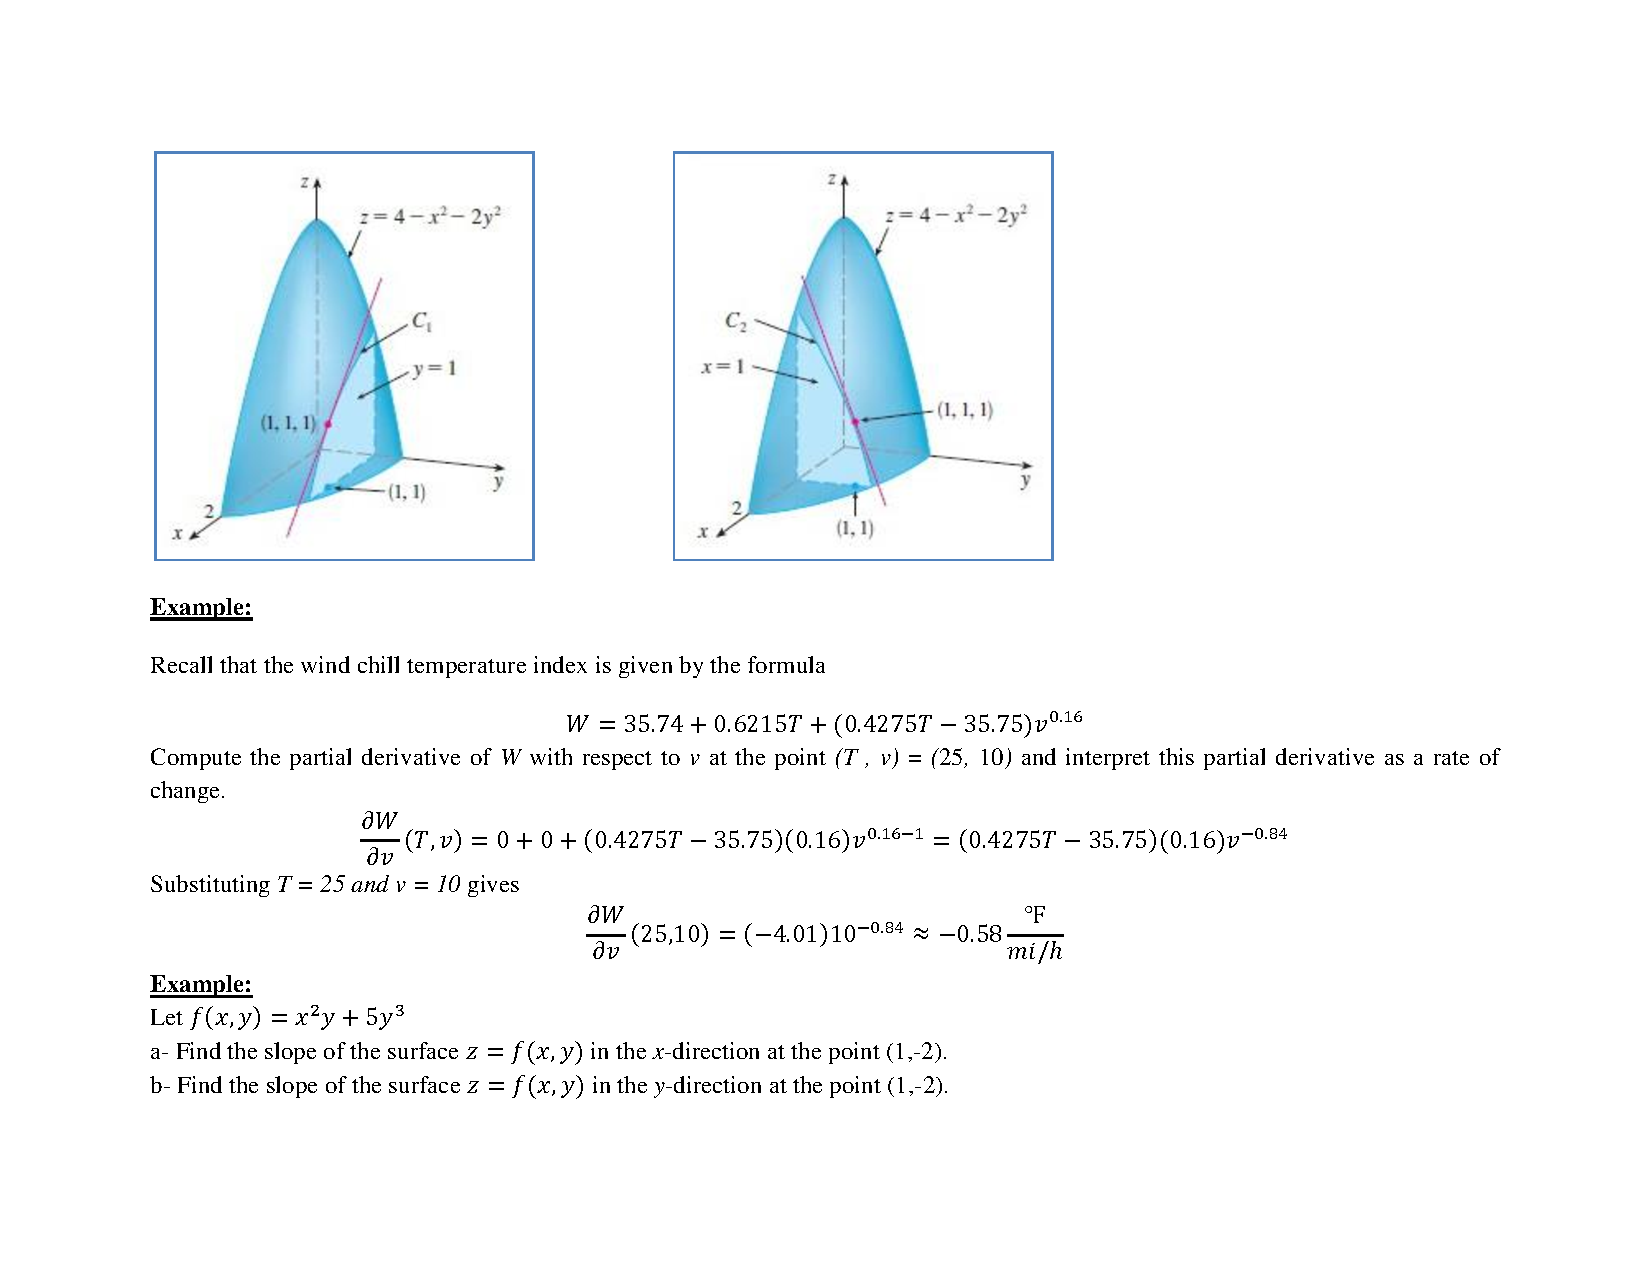 z
z = 4 − x² − 2y²
C₁
y = 1
(1, 1, 1)
(1, 1)
2
x
y
z
z = 4 − x² − 2y²
C₂
x = 1
(1, 1, 1)
2
x
(1, 1)
y
Example:
Recall that the wind chill temperature index is given by the formula
W = 35.74 + 0.6215T + (0.4275T − 35.75)v^0.16
Compute the partial derivative of W with respect to v at the point (T , v) = (25, 10) and interpret this partial derivative as a rate of
change.
∂W/∂v (T, v) = 0 + 0 + (0.4275T − 35.75)(0.16)v^0.16−1 = (0.4275T − 35.75)(0.16)v^−0.84
Substituting T = 25 and v = 10 gives
∂W/∂v (25,10) = (−4.01)10^−0.84 ≈ −0.58 °F/mi/h
Example:
Let f(x, y) = x²y + 5y³
a- Find the slope of the surface z = f(x, y) in the x-direction at the point (1,-2).
b- Find the slope of the surface z = f(x, y) in the y-direction at the point (1,-2).